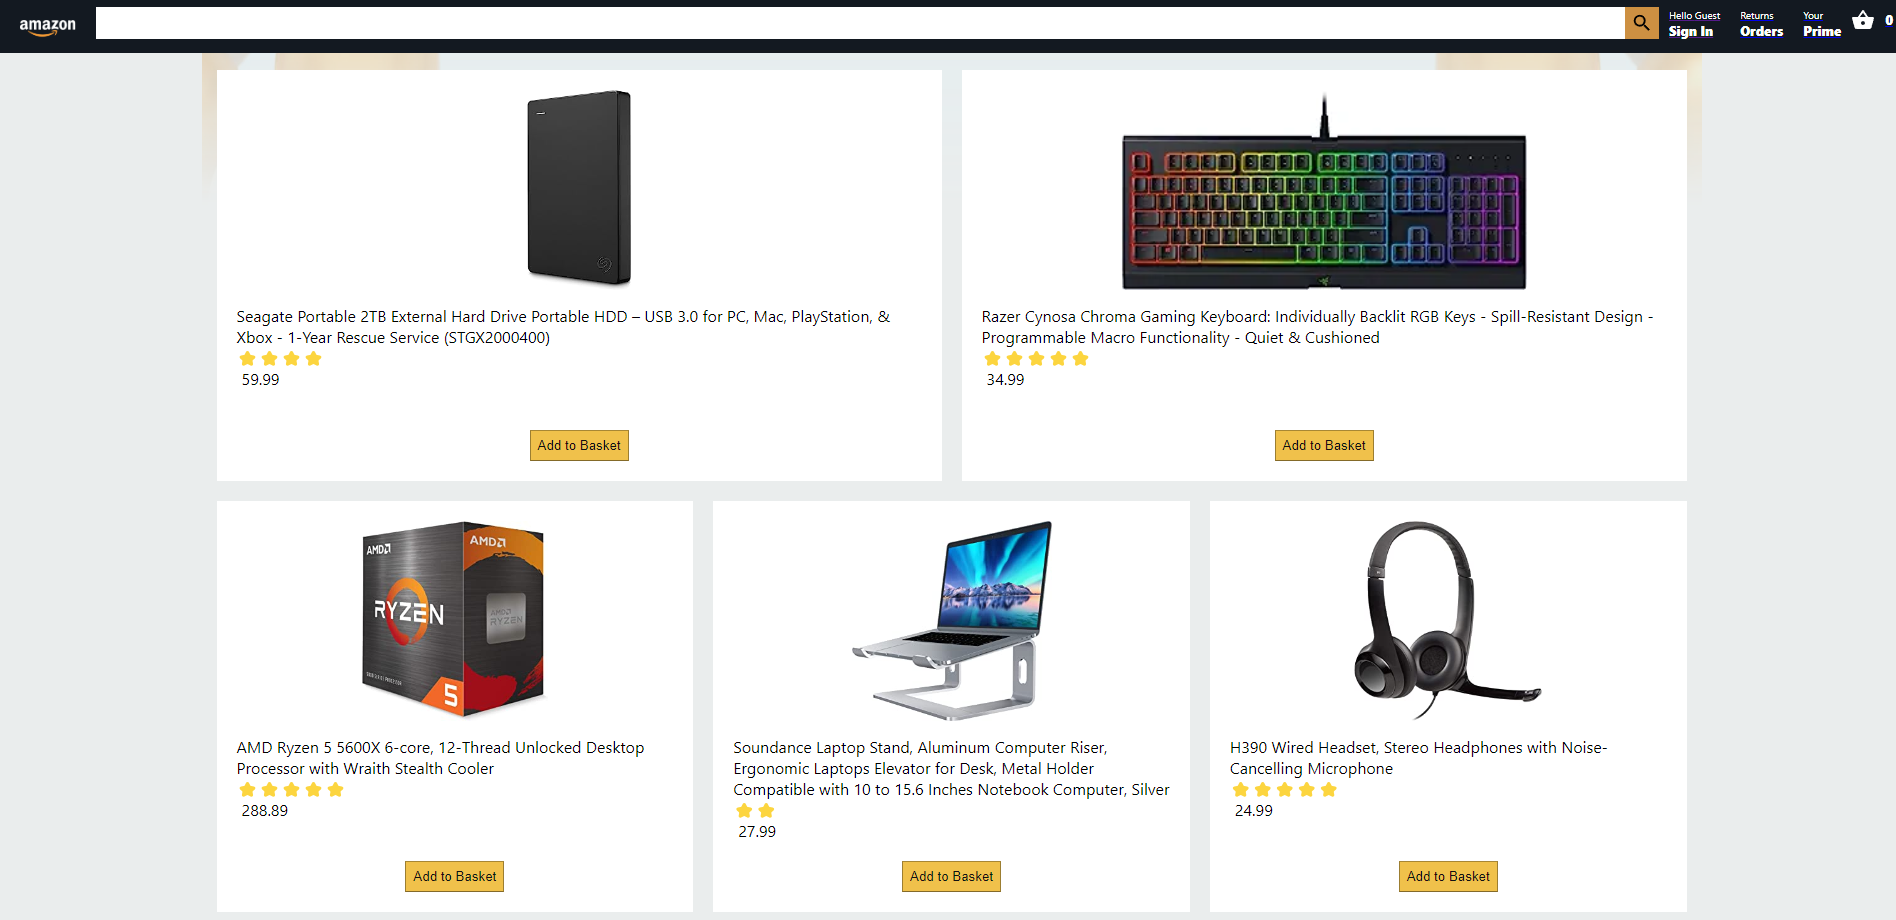 amazon
Hello Guest
Sign In
Returns
Orders
Your
Prime
0
Seagate Portable 2TB External Hard Drive Portable HDD – USB 3.0 for PC, Mac, PlayStation, &
Xbox - 1-Year Rescue Service (STGX2000400)
59.99
Add to Basket
Razer Cynosa Chroma Gaming Keyboard: Individually Backlit RGB Keys - Spill-Resistant Design -
Programmable Macro Functionality - Quiet & Cushioned
34.99
Add to Basket
AMD
AMD
RYZEN
AMD
RYZEN
5
AMD Ryzen 5 5600X 6-core, 12-Thread Unlocked Desktop
Processor with Wraith Stealth Cooler
288.89
Add to Basket
Soundance Laptop Stand, Aluminum Computer Riser,
Ergonomic Laptops Elevator for Desk, Metal Holder
Compatible with 10 to 15.6 Inches Notebook Computer, Silver
27.99
Add to Basket
H390 Wired Headset, Stereo Headphones with Noise-
Cancelling Microphone
24.99
Add to Basket